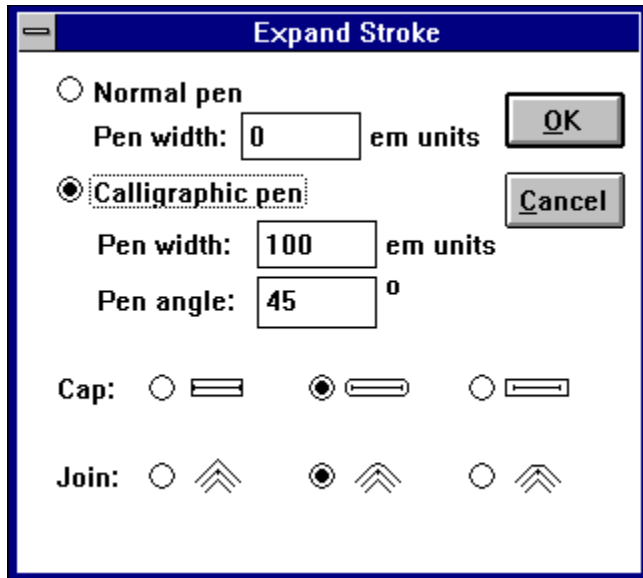 Expand Stroke
Normal pen
Pen width: 0 em units
OK
Calligraphic pen
Cancel
Pen width: 100 em units
Pen angle: 45 °
Cap:
Join: